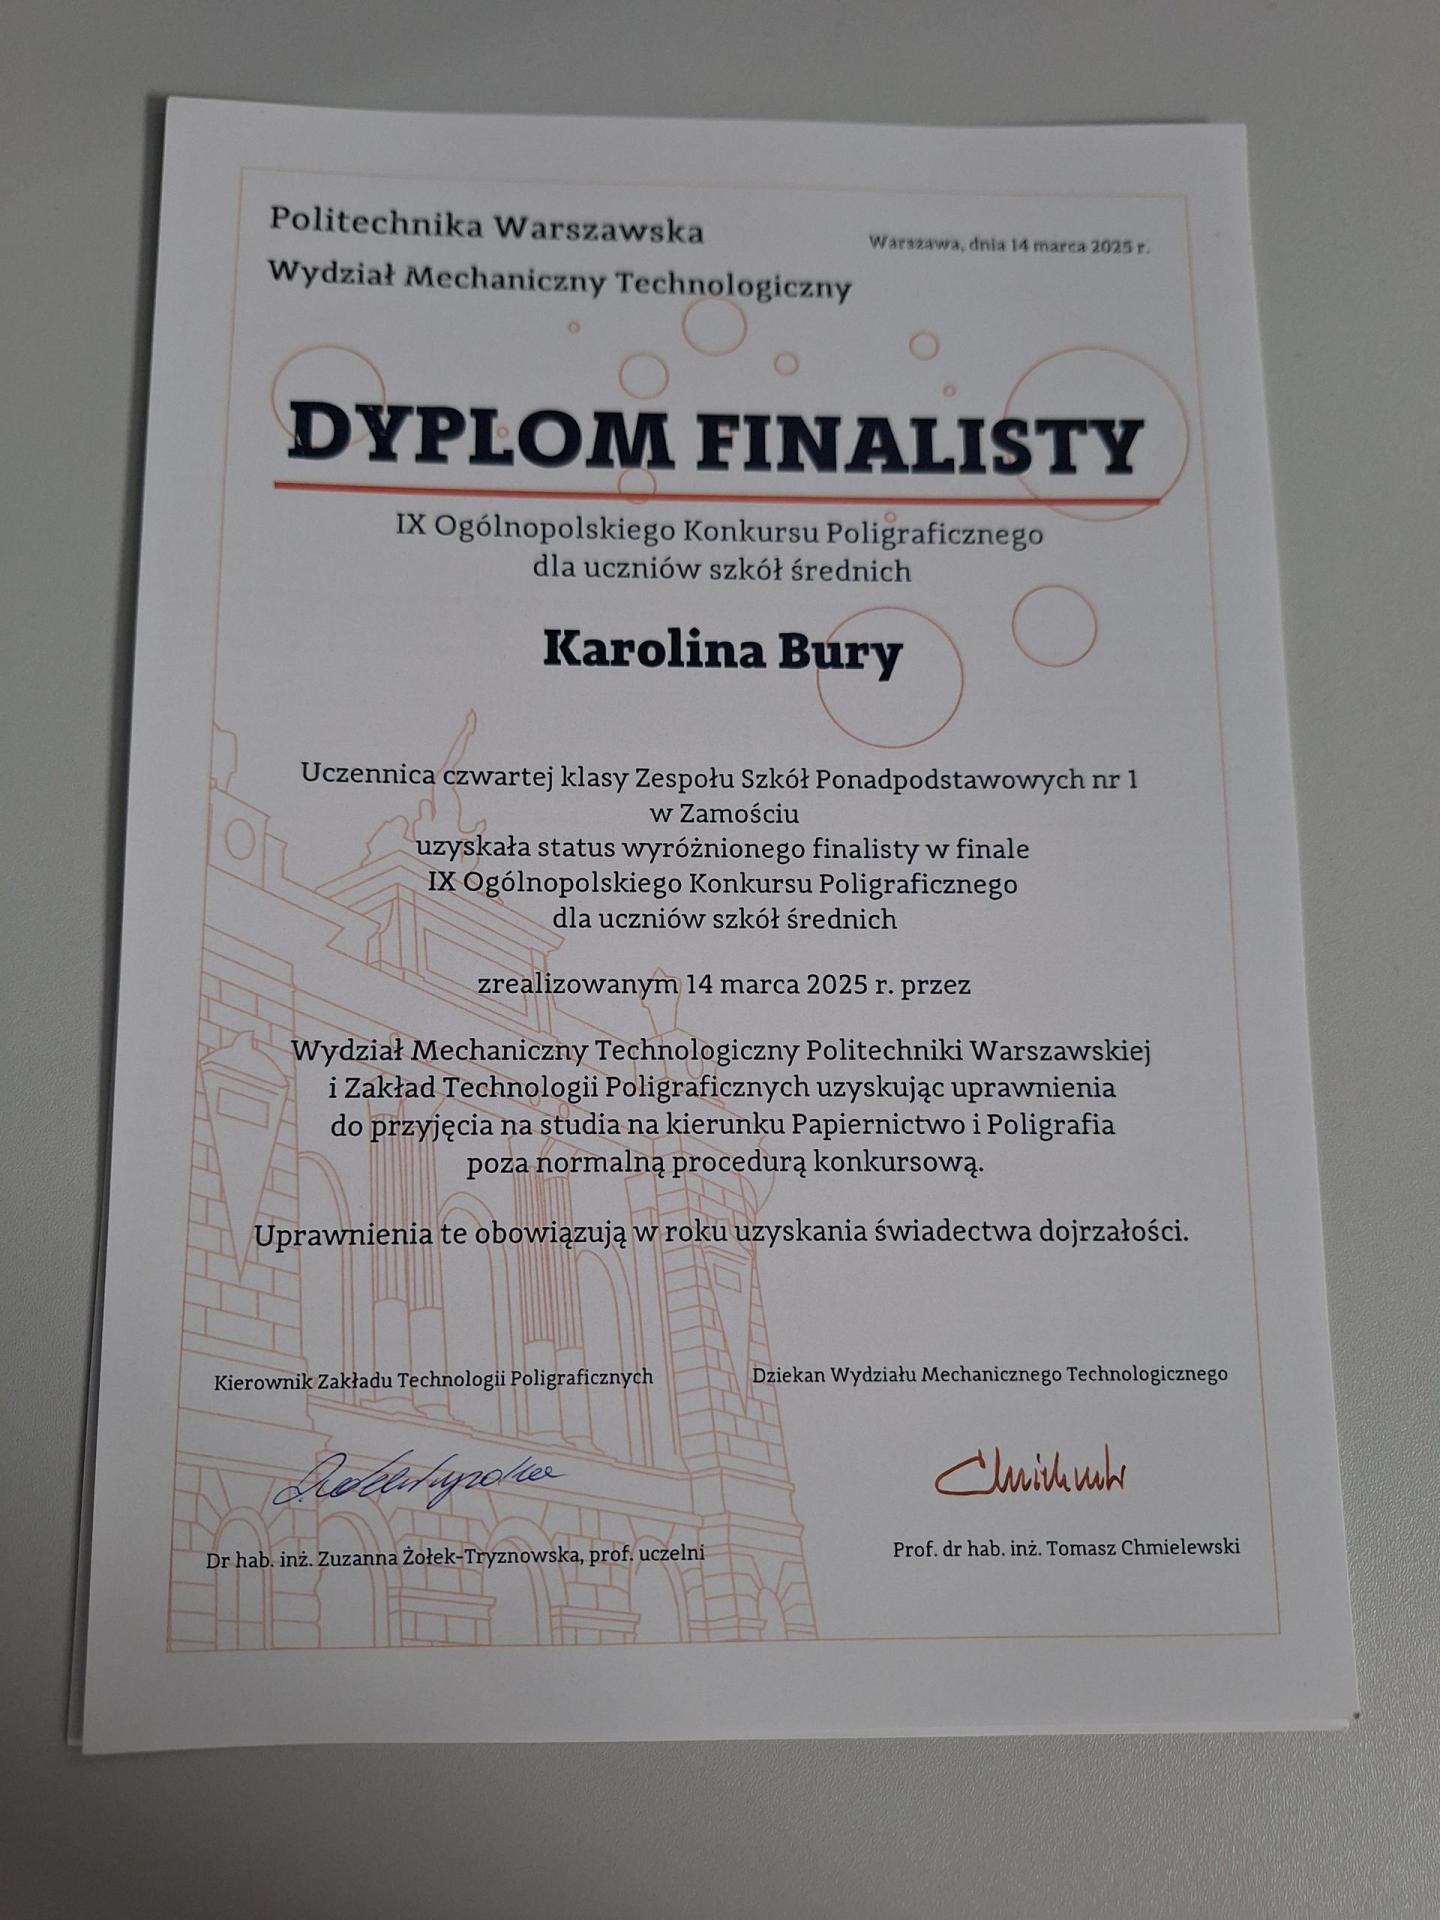 Politechnika Warszawska
Warszawa, dnia 14 marca 2025 r.
Wydział Mechaniczny Technologiczny
DYPLOM FINALISTY
IX Ogólnopolskiego Konkursu Poligraficznego
dla uczniów szkół średnich
Karolina Bury
Uczennica czwartej klasy Zespołu Szkół Ponadpodstawowych nr 1
w Zamościu
uzyskała status wyróżnionego finalisty w finale
IX Ogólnopolskiego Konkursu Poligraficznego
dla uczniów szkół średnich
zrealizowanym 14 marca 2025 r. przez
Wydział Mechaniczny Technologiczny Politechniki Warszawskiej
i Zakład Technologii Poligraficznych uzyskując uprawnienia
do przyjęcia na studia na kierunku Papiernictwo i Poligrafia
poza normalną procedurą konkursową.
Uprawnienia te obowiązują w roku uzyskania świadectwa dojrzałości.
Kierownik Zakładu Technologii Poligraficznych
Dziekan Wydziału Mechanicznego Technologicznego
Dr hab. inż. Zuzanna Żołek-Tryznowska, prof. uczelni
Prof. dr hab. inż. Tomasz Chmielewski